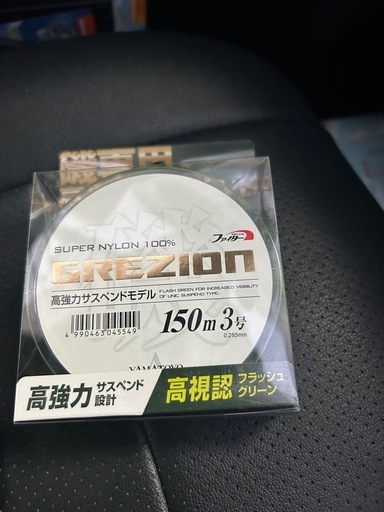 SUPER NYLON 100%
ファイター
GREZION
高強力サスペンドモデル
FLASH GREEN FOR INCREASED VISIBILITY
OF LINE; SUSPEND TYPE.
4 990463 045549
150m 3号
0.285mm
磯
YAMATOYO
高強力 サスペンド
設計
高視認 フラッシュ
グリーン